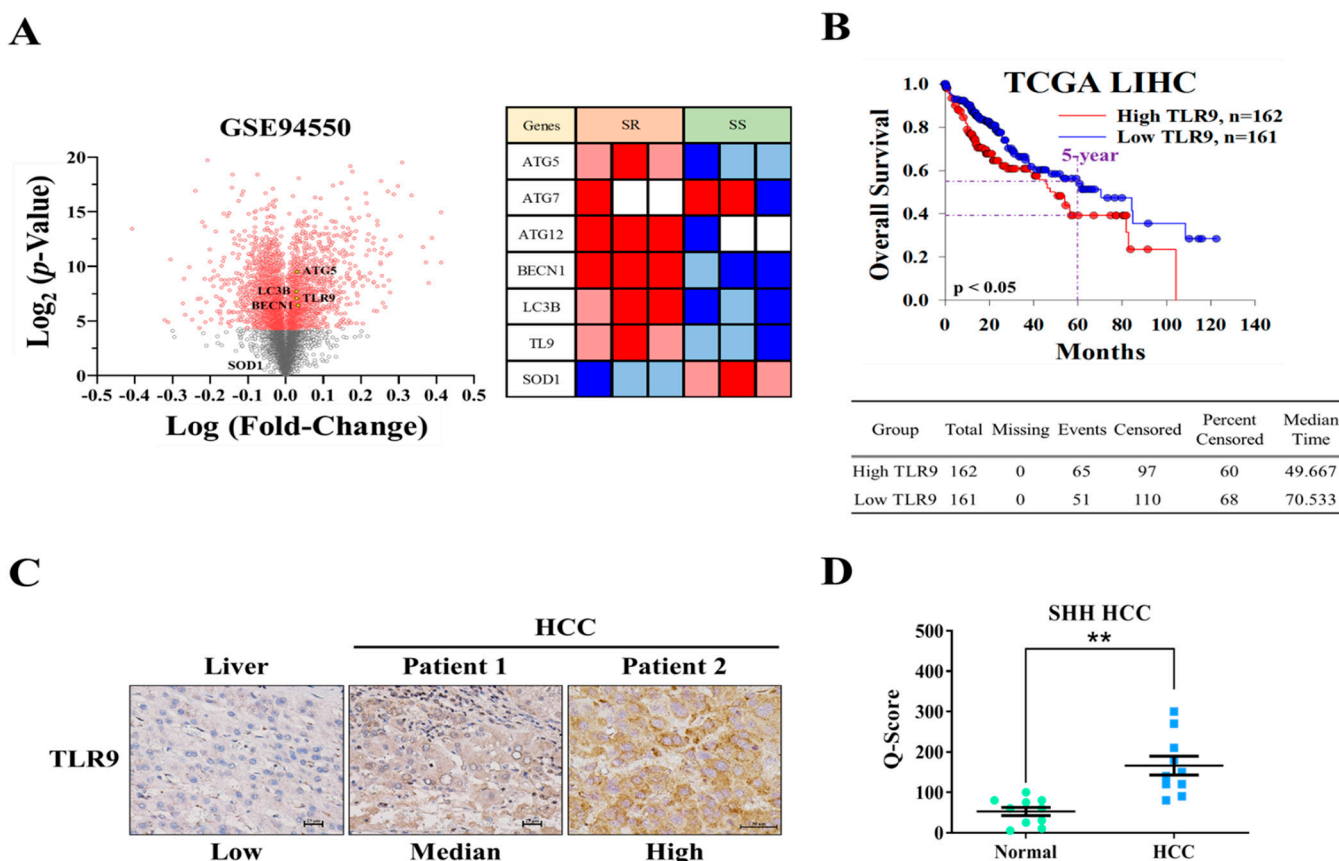 A
GSE94550
Log₂ (p-Value)
20
15
10
5
0
ATG5
LC3B
TLR9
BECN1
SOD1
-0.5 -0.4 -0.3 -0.2 -0.1 0.0 0.1 0.2 0.3 0.4 0.5
Log (Fold-Change)
Genes SR SS
ATG5
ATG7
ATG12
BECN1
LC3B
TL9
SOD1
B
TCGA LIHC
High TLR9, n=162
Low TLR9, n=161
5-year
Overall Survival
1.0
0.8
0.6
0.4
0.2
0.0
p < 0.05
0 20 40 60 80 100 120 140
Months
Group Total Missing Events Censored Percent Censored Median Time
High TLR9 162 0 65 97 60 49.667
Low TLR9 161 0 51 110 68 70.533
C
HCC
Liver Patient 1 Patient 2
TLR9
Low Median High
D
SHH HCC
**
Q-Score
500
400
300
200
100
0
Normal HCC